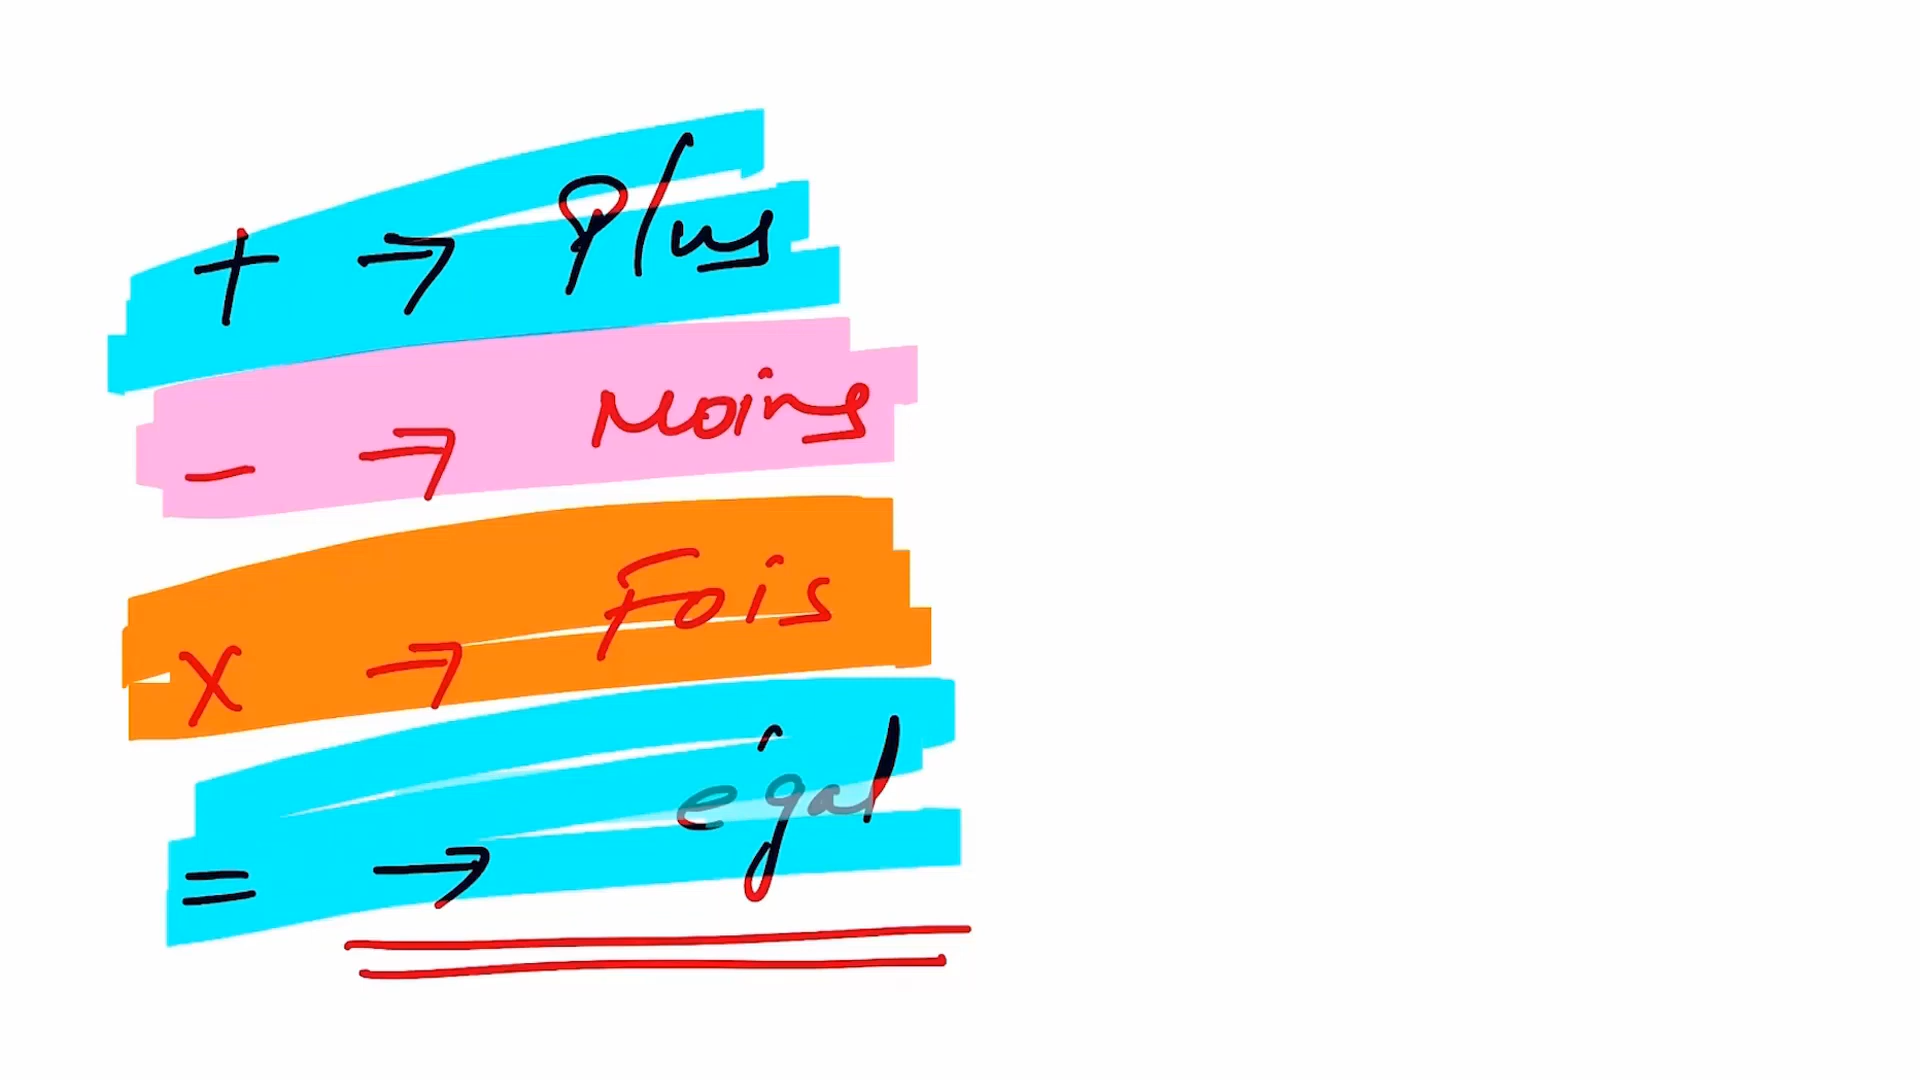 + → Plus
- → Moins
x → Fois
= → égal